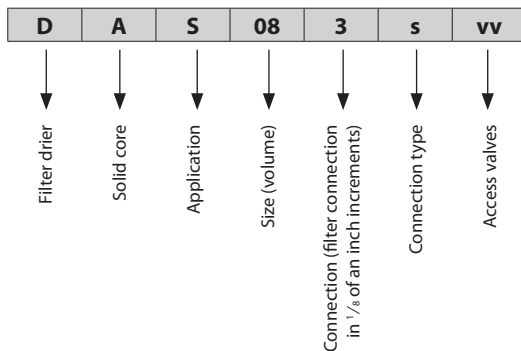 D A S 08 3 s vv
Filter drier
Solid core
Application
Size (volume)
Connection (filter connection
in 1/8 of an inch increments)
Connection type
Access valves